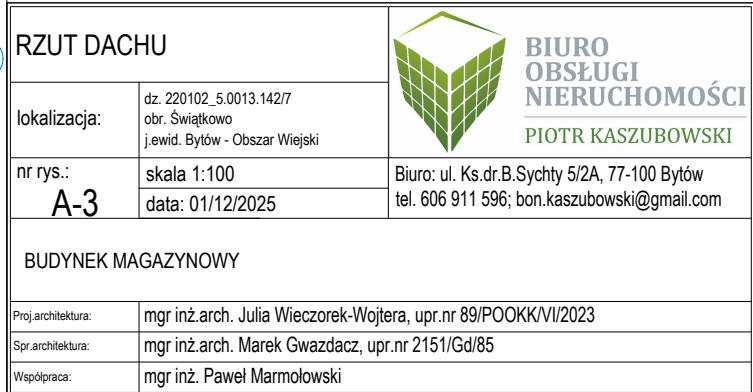 RZUT DACHU
BIURO
OBSŁUGI
NIERUCHOMOŚCI
PIOTR KASZUBOWSKI
lokalizacja:
dz. 220102_5.0013.142/7
obr. Świątkowo
j.ewid. Bytów - Obszar Wiejski
nr rys.:
A-3
skala 1:100
data: 01/12/2025
Biuro: ul. Ks.dr.B.Sychty 5/2A, 77-100 Bytów
tel. 606 911 596; bon.kaszubowski@gmail.com
BUDYNEK MAGAZYNOWY
Proj.architektura: mgr inż.arch. Julia Wieczorek-Wojtera, upr.nr 89/POOKK/VI/2023
Spr.architektura: mgr inż.arch. Marek Gwazdacz, upr.nr 2151/Gd/85
Współpraca: mgr inż. Paweł Marmołowski